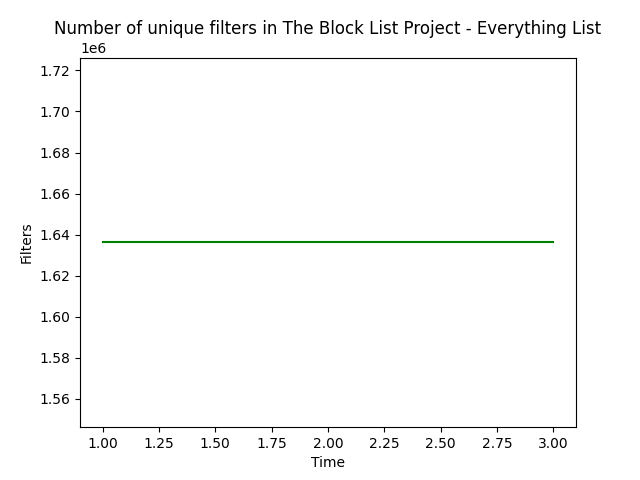 Number of unique filters in The Block List Project - Everything List
1e6
1.72
1.70
1.68
1.66
1.64
1.62
1.60
1.58
1.56
Filters
1.00 1.25 1.50 1.75 2.00 2.25 2.50 2.75 3.00
Time